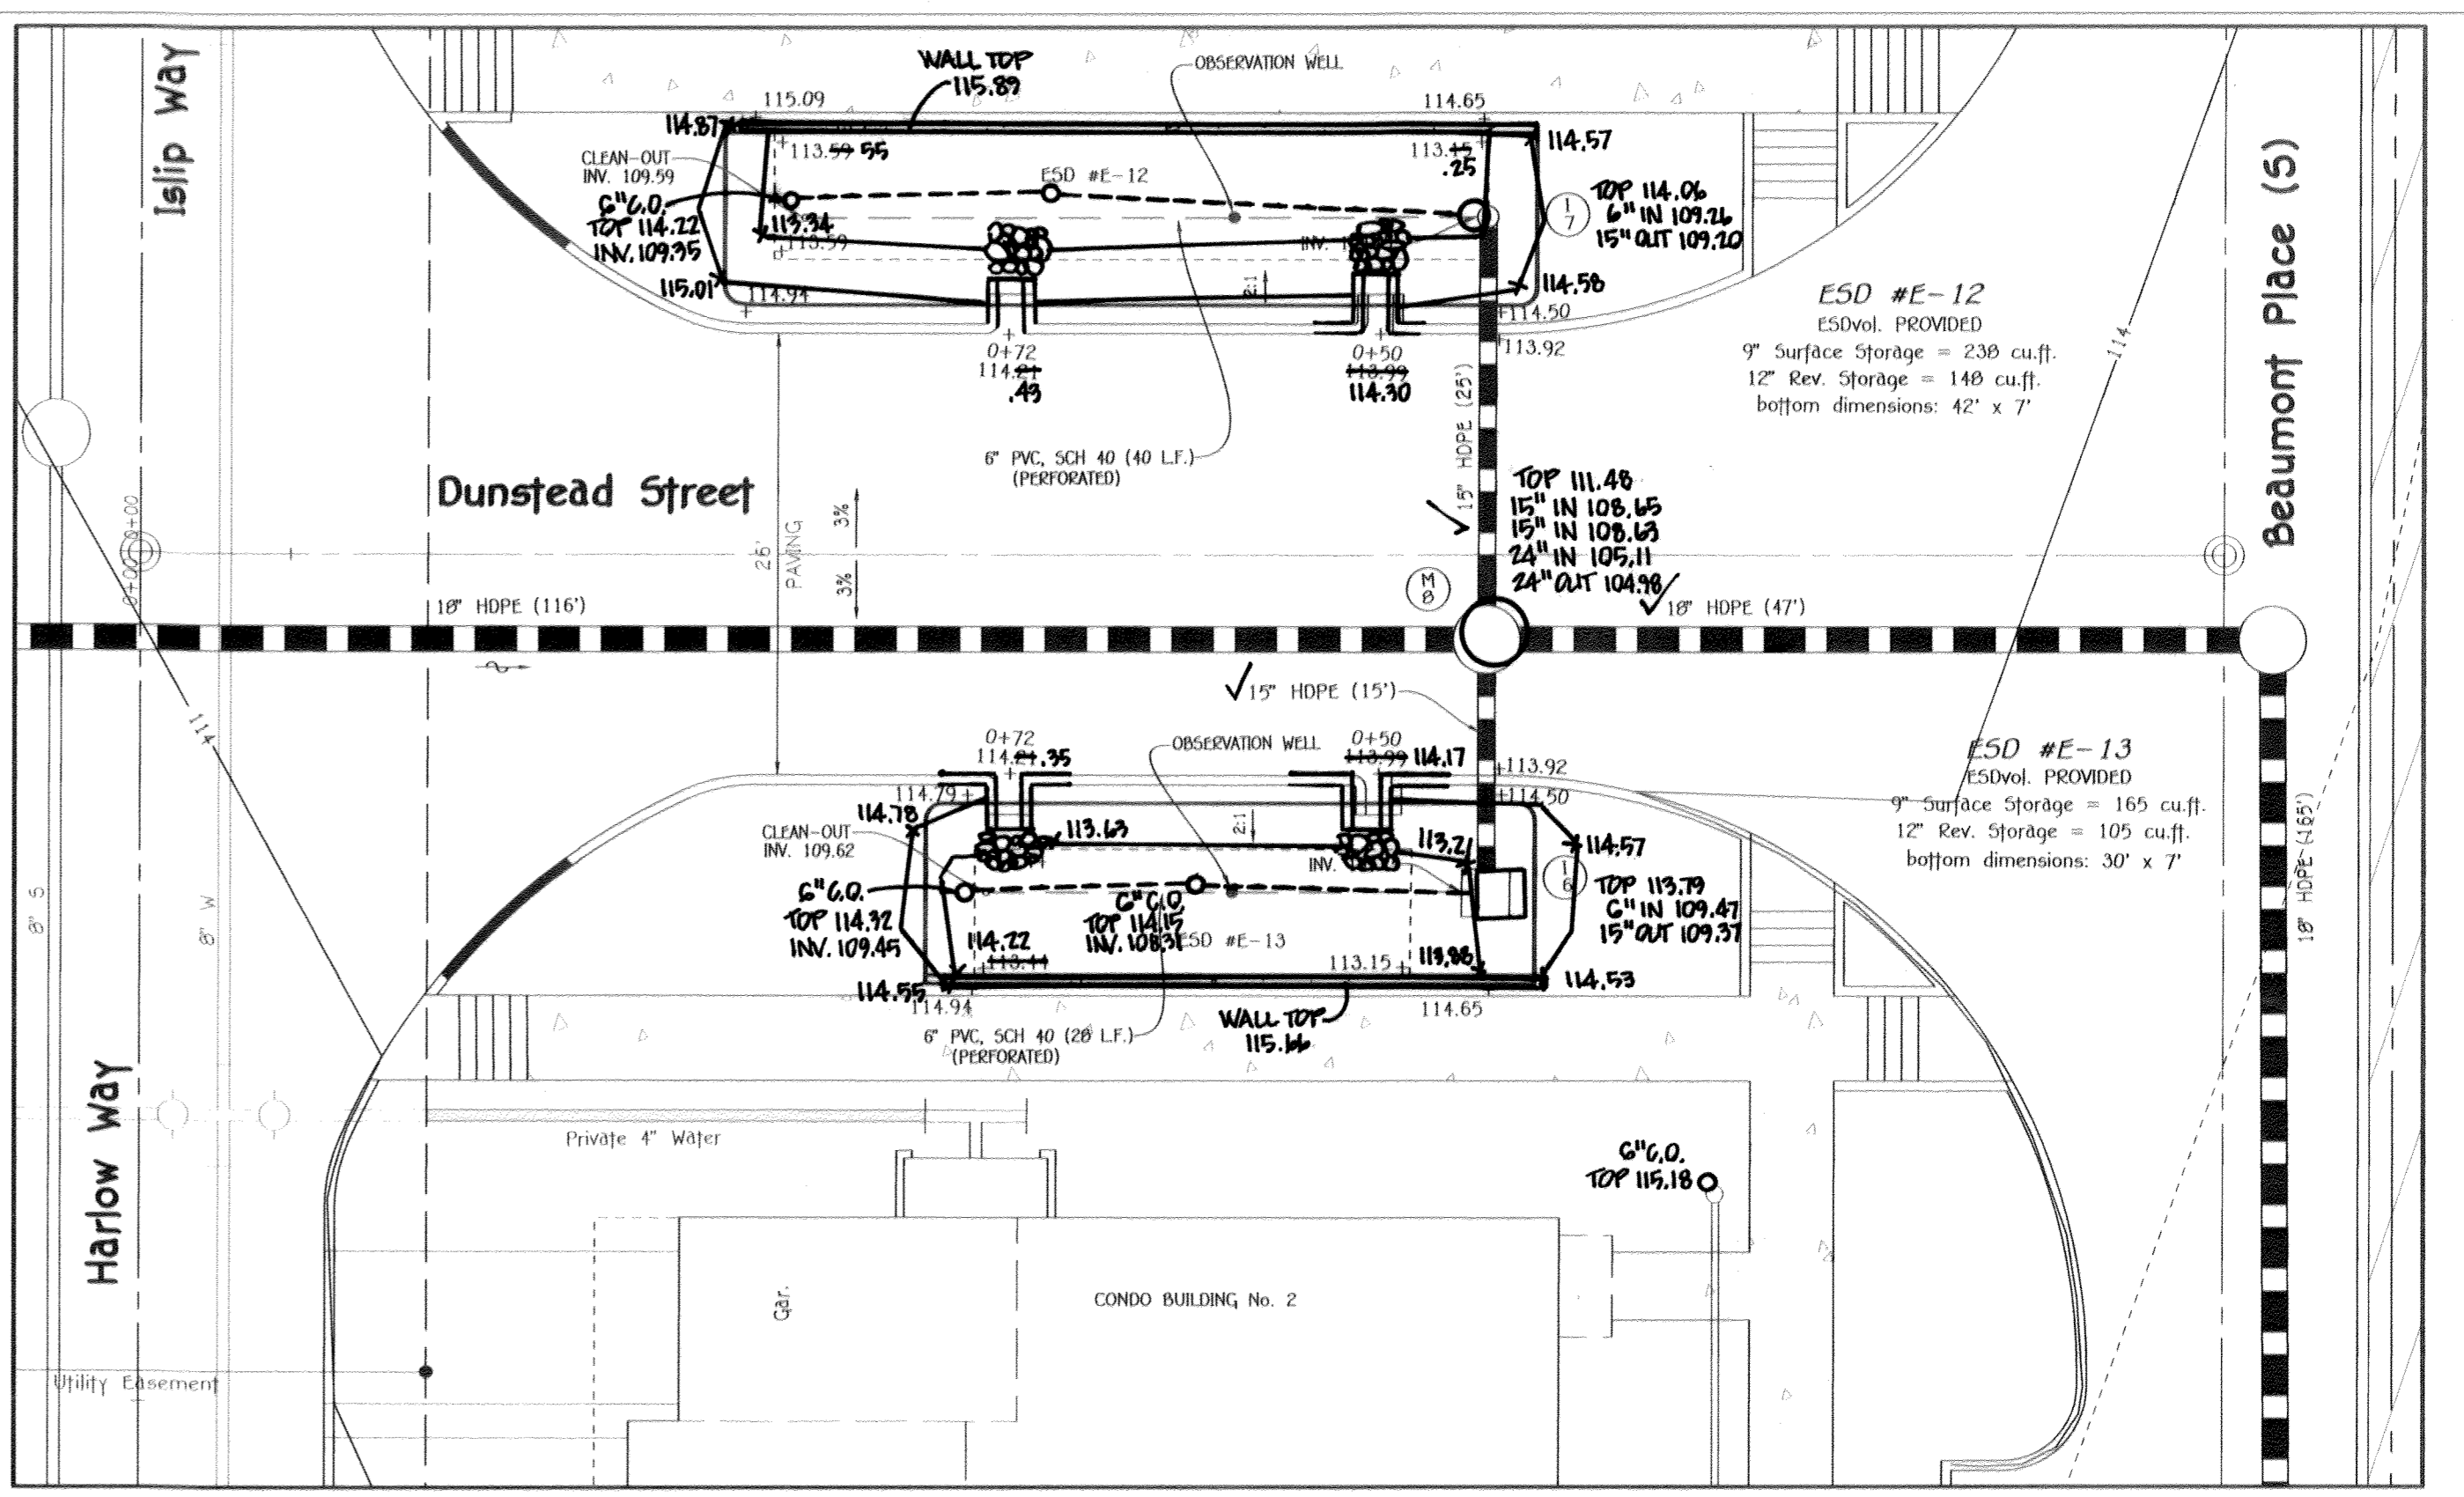 Islip Way
WALL TOP
115.89
OBSERVATION WELL
115.09
114.65
114.87
113.59 55
113.15
.25
114.57
CLEAN-OUT
INV. 109.59
ESD #E-12
6" C.O.
TOP 114.22
INV. 109.35
113.34
113.59
INV.
1
7
TOP 114.06
6" IN 109.26
15" OUT 109.20
115.01
114.94
2:1
114.58
114.50
113.92
0+72
114.21
.43
0+50
113.99
114.30
ESD #E-12
ESDvol. PROVIDED
9" Surface Storage = 238 cu.ft.
12" Rev. Storage = 148 cu.ft.
bottom dimensions: 42' x 7'
114
Beaumont Place (S)
6" PVC, SCH 40 (40 L.F.)
(PERFORATED)
15" HDPE (25')
Dunstead Street
0+00
0+00
26'
PAVING
3%
3%
TOP 111.48
15" IN 108.65
15" IN 108.63
24" IN 105.11
24" OUT 104.98
M
8
18" HDPE (116')
18" HDPE (47')
15" HDPE (15')
114
OBSERVATION WELL
0+72
114.21 .35
0+50
113.99 114.17
113.92
114.50
114.79
114.78
113.63
2:1
113.21
114.57
CLEAN-OUT
INV. 109.62
INV.
1
6
6" C.O.
TOP 114.32
INV. 109.45
6" C.O.
TOP 114.15
INV. 108.31
ESD #E-13
TOP 113.79
6" IN 109.47
15" OUT 109.37
114.22
113.44
113.15
113.88
114.55
114.94
114.53
114.65
WALL TOP
115.66
6" PVC, SCH 40 (28 L.F.)
(PERFORATED)
ESD #E-13
ESDvol. PROVIDED
9" Surface Storage = 165 cu.ft.
12" Rev. Storage = 105 cu.ft.
bottom dimensions: 30' x 7'
18" HDPE (165')
8" S
8" W
Harlow Way
Private 4" Water
6" C.O.
TOP 115.18
Gar.
CONDO BUILDING No. 2
Utility Easement